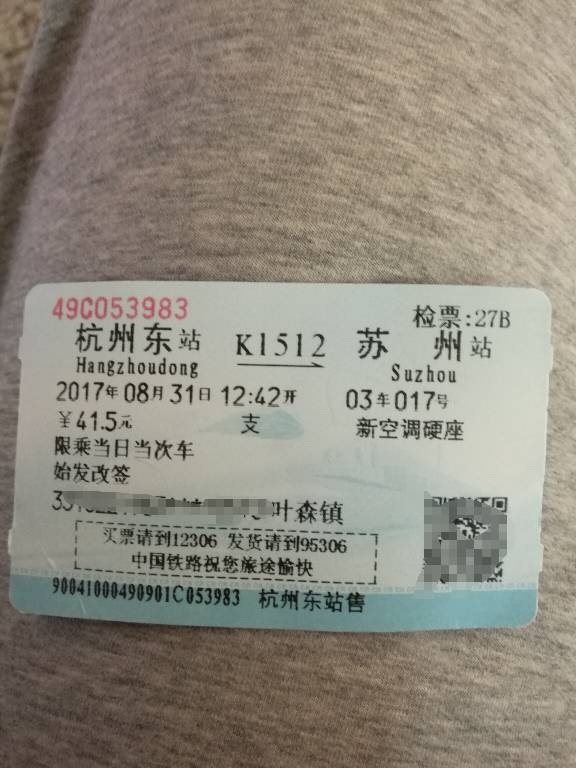 49C053983
检票:27B
杭州东站 K1512 苏州站
Hangzhoudong Suzhou
2017年08月31日 12:42开 03车017号
￥41.5元 支 新空调硬座
限乘当日当次车
始发改签
叶森镇
买票请到12306 发货请到95306
中国铁路祝您旅途愉快
90041000490901C053983 杭州东站售